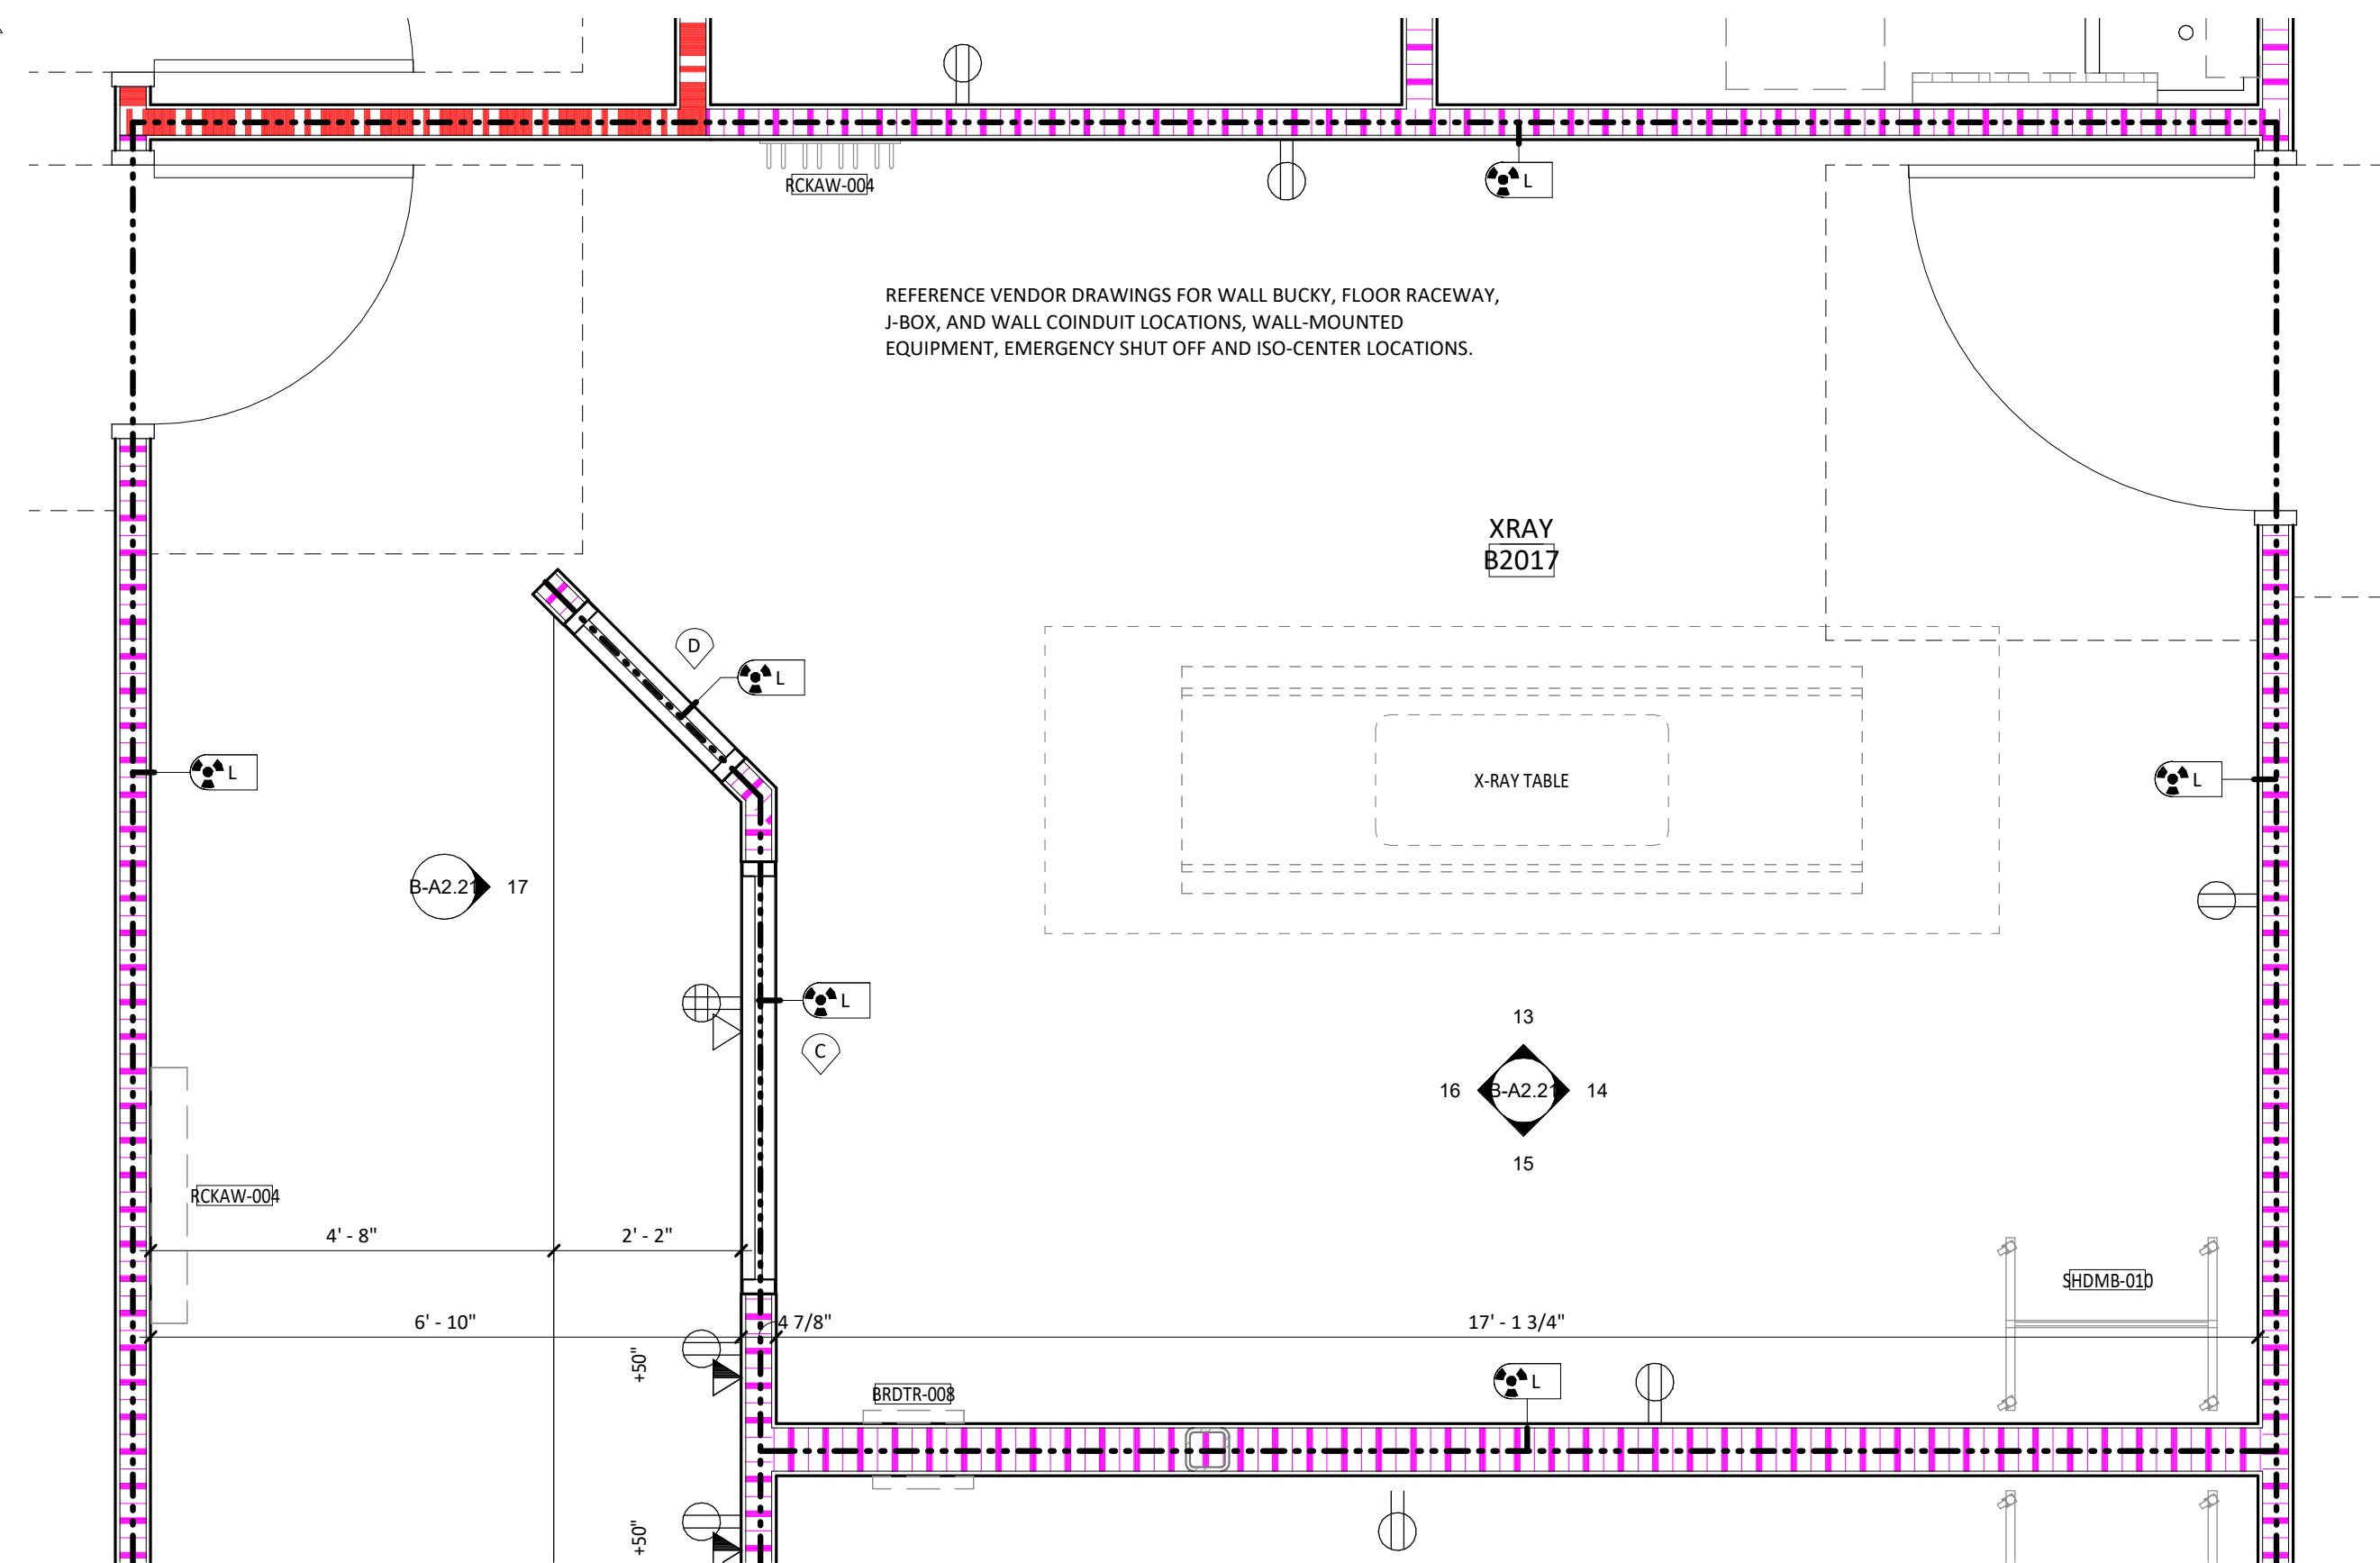 RCKAW-004
L
REFERENCE VENDOR DRAWINGS FOR WALL BUCKY, FLOOR RACEWAY,
J-BOX, AND WALL COINDUIT LOCATIONS, WALL-MOUNTED
EQUIPMENT, EMERGENCY SHUT OFF AND ISO-CENTER LOCATIONS.
XRAY
B2017
D
L
L
L
X-RAY TABLE
B-A2.21 17
L
C
13
16 B-A2.21 14
15
RCKAW-004
4' - 8" 2' - 2"
SHDMB-010
6' - 10" 4 7/8" 17' - 1 3/4"
+50"
BRDTR-008
L
+50"